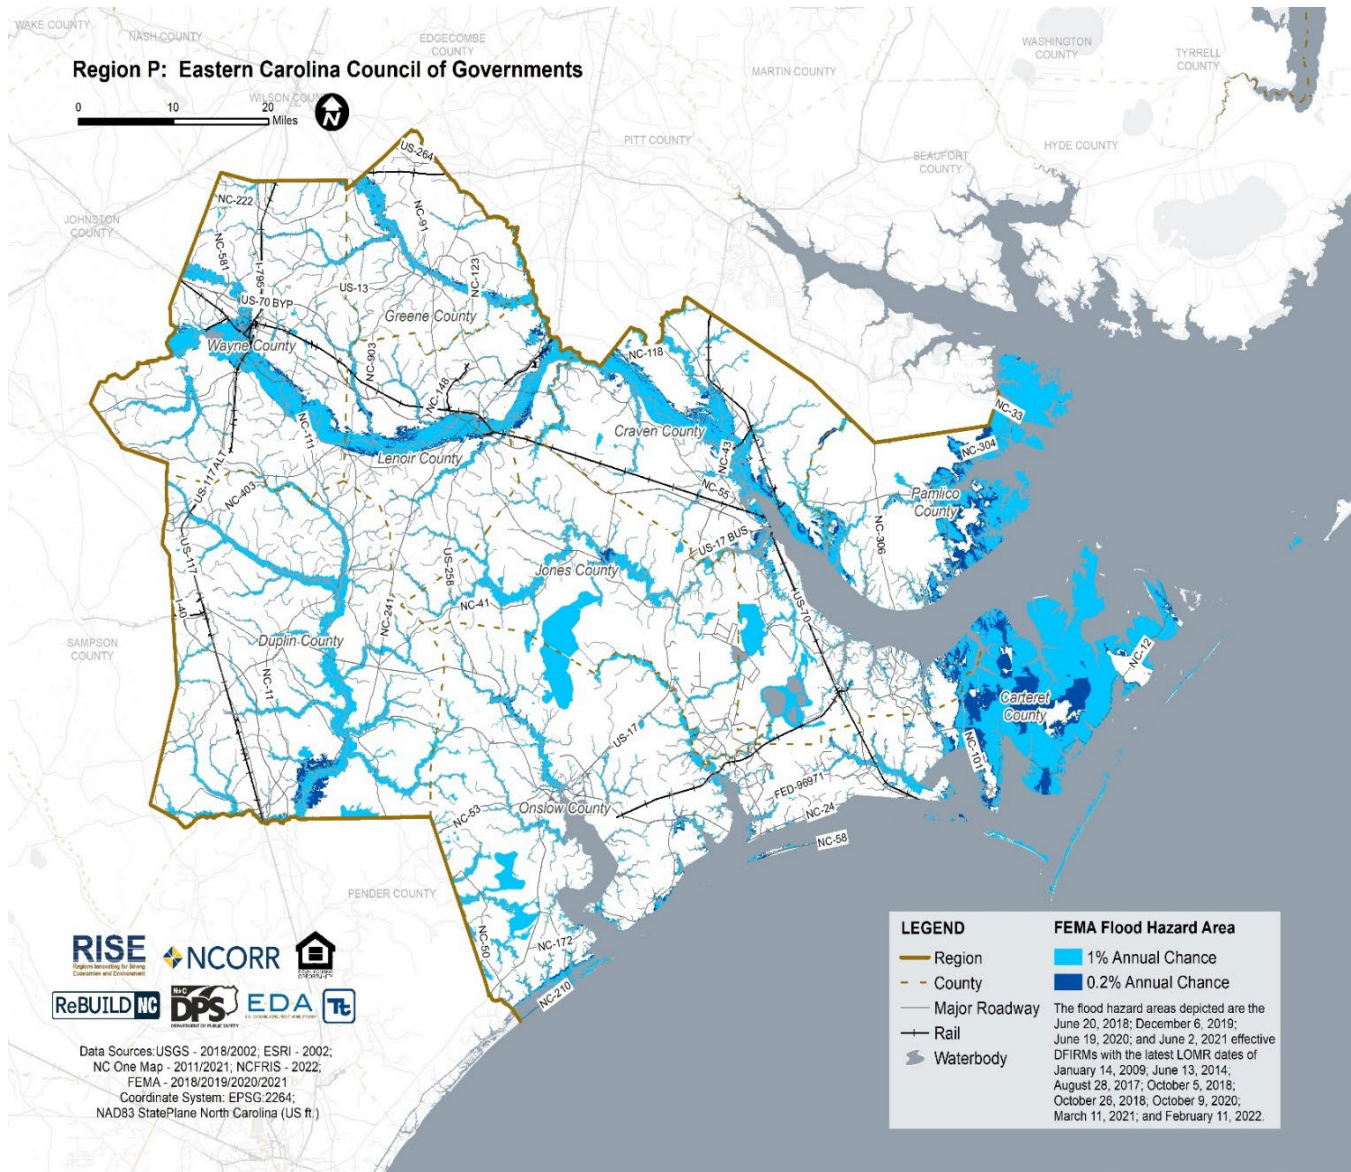 WAKE COUNTY
NASH COUNTY
EDGECOMBE
COUNTY
WASHINGTON
COUNTY
TYRRELL
COUNTY
MARTIN COUNTY
Region P: Eastern Carolina Council of Governments
WILSON COUNTY
0 10 20
Miles
N
PITT COUNTY
BEAUFORT
COUNTY
HYDE COUNTY
JOHNSTON
COUNTY
US-264
NC-222
NC-91
NC-581
I-795
NC-123
US-13
US-70 BYP
Greene County
Wayne County
NC-903
NC-118
NC-148
NC-33
NC-111
Craven County
NC-304
Lenoir County
NC-43
US-117 ALT
NC-403
NC-55
Pamlico
County
NC-306
US-17 BUS
US-117
US-258
Jones County
I-40
NC-41
US-70
NC-241
SAMPSON
COUNTY
Duplin County
NC-12
NC-11
Carteret
County
US-17
NC-101
FED-96971
NC-53
Onslow County
NC-24
NC-58
PENDER COUNTY
NC-50
NC-172
NC-210
RISE
Regions Innovating for Strong
Economies and Environment
NCORR
ReBUILD NC
DPS
DEPARTMENT OF PUBLIC SAFETY
EDA
Tt
Data Sources:USGS - 2018/2002; ESRI - 2002;
NC One Map - 2011/2021; NCFRIS - 2022;
FEMA - 2018/2019/2020/2021
Coordinate System: EPSG:2264;
NAD83 StatePlane North Carolina (US ft.)
LEGEND
Region
County
Major Roadway
Rail
Waterbody
FEMA Flood Hazard Area
1% Annual Chance
0.2% Annual Chance
The flood hazard areas depicted are the
June 20, 2018; December 6, 2019;
June 19, 2020; and June 2, 2021 effective
DFIRMs with the latest LOMR dates of
January 14, 2009; June 13, 2014;
August 28, 2017; October 5, 2018;
October 26, 2018; October 9, 2020;
March 11, 2021; and February 11, 2022.